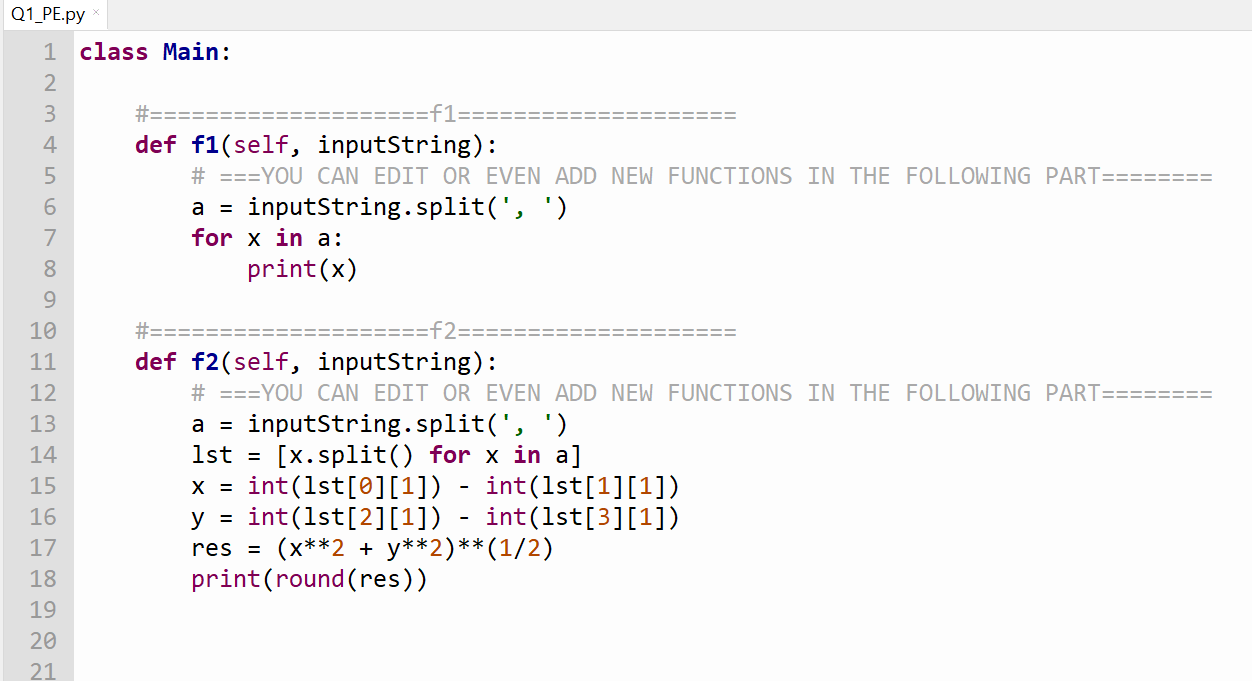 Q1_PE.py ×
1 class Main:
2
3     #====================f1====================
4     def f1(self, inputString):
5         # ===YOU CAN EDIT OR EVEN ADD NEW FUNCTIONS IN THE FOLLOWING PART========
6         a = inputString.split(', ')
7         for x in a:
8             print(x)
9
10     #====================f2====================
11     def f2(self, inputString):
12         # ===YOU CAN EDIT OR EVEN ADD NEW FUNCTIONS IN THE FOLLOWING PART========
13         a = inputString.split(', ')
14         lst = [x.split() for x in a]
15         x = int(lst[0][1]) - int(lst[1][1])
16         y = int(lst[2][1]) - int(lst[3][1])
17         res = (x**2 + y**2)**(1/2)
18         print(round(res))
19
20
21